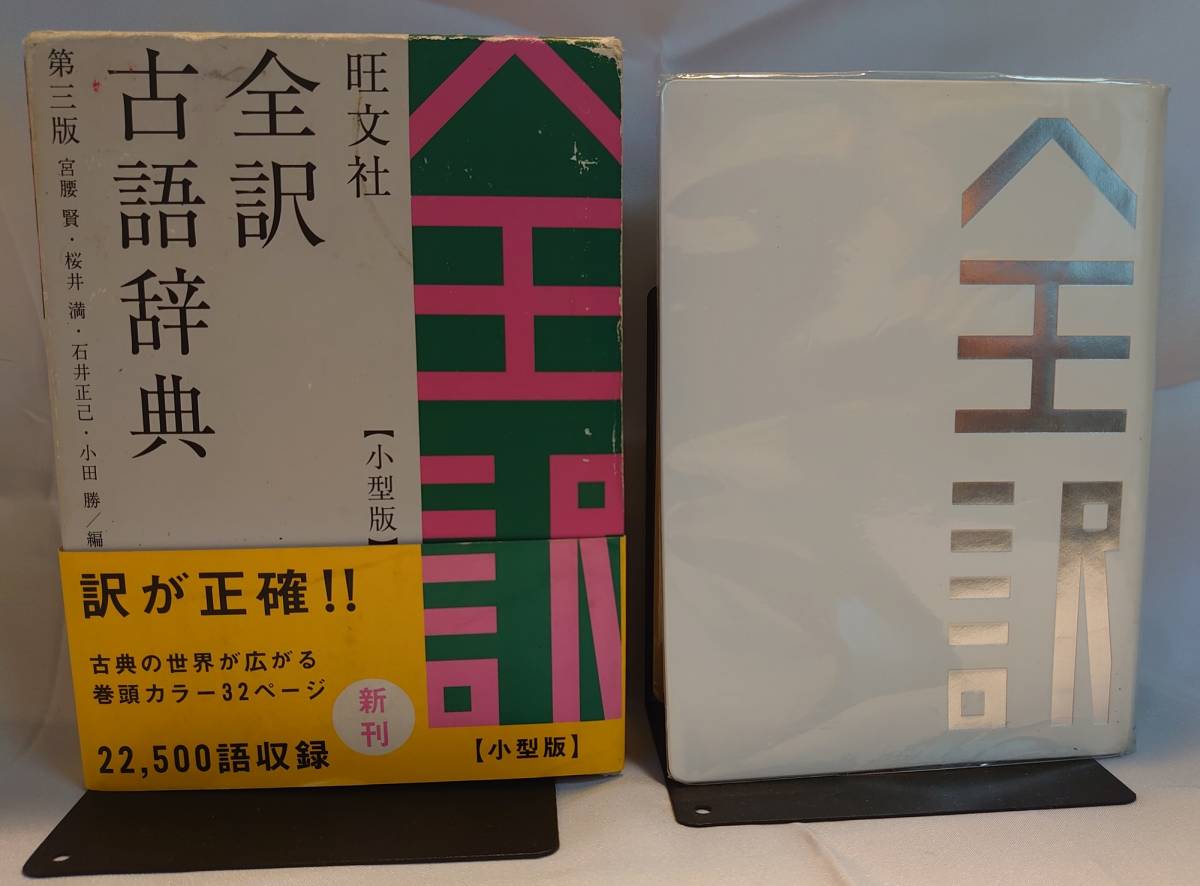 旺文社
全訳
古語辞典
第三版 宮腰 賢・桜井 満・石井正己・小田 勝／編
【小型版】
全訳
訳が正確!!
古典の世界が広がる
巻頭カラー32ページ
新刊
22,500語収録
【小型版】
全訳